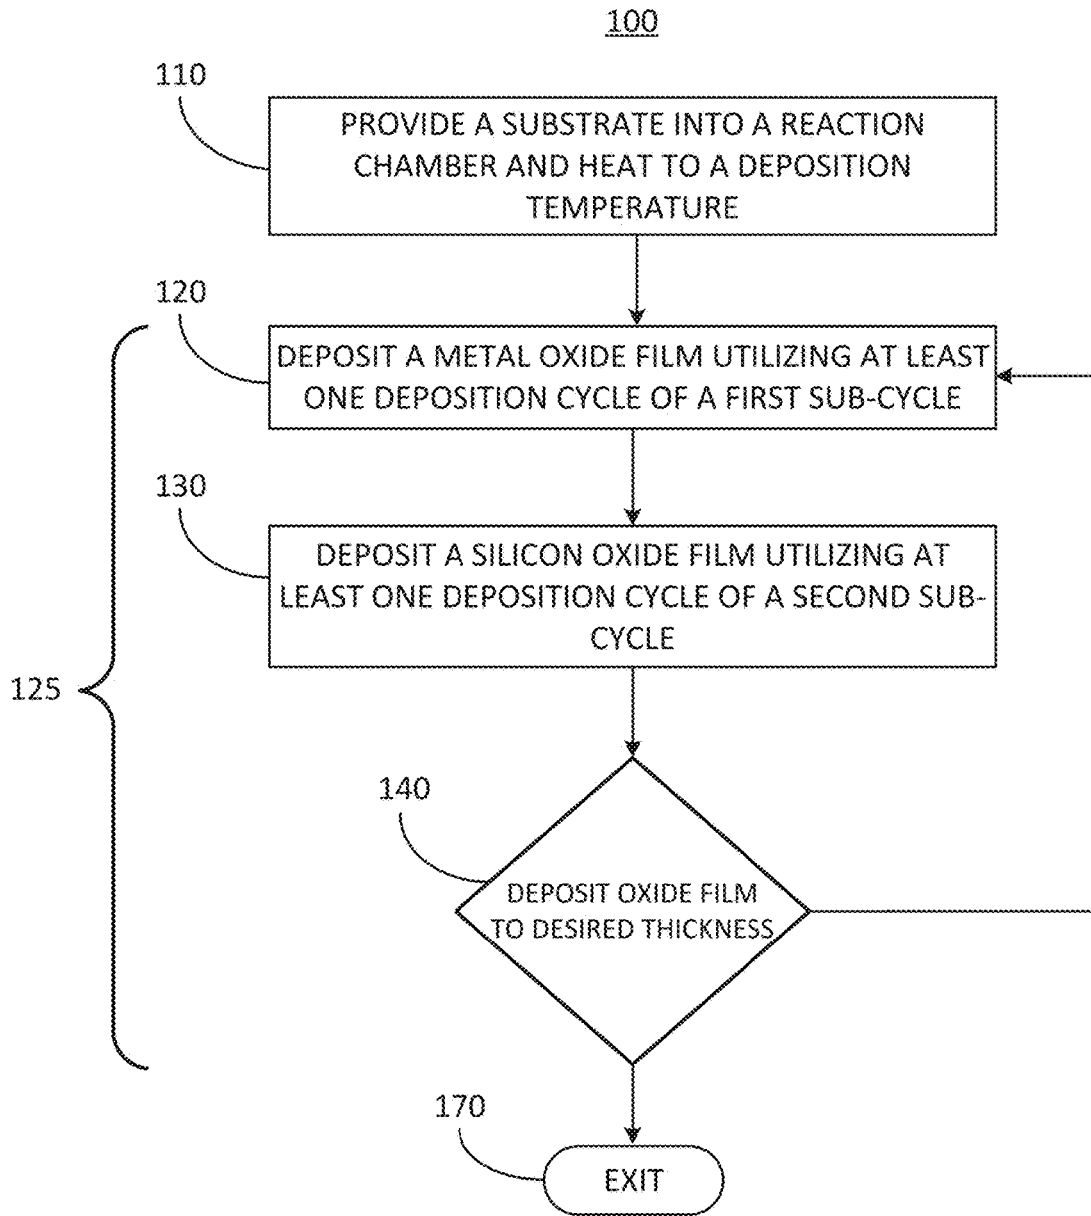 100
110
PROVIDE A SUBSTRATE INTO A REACTION
CHAMBER AND HEAT TO A DEPOSITION
TEMPERATURE
120
DEPOSIT A METAL OXIDE FILM UTILIZING AT LEAST
ONE DEPOSITION CYCLE OF A FIRST SUB-CYCLE
130
DEPOSIT A SILICON OXIDE FILM UTILIZING AT
LEAST ONE DEPOSITION CYCLE OF A SECOND SUB-
CYCLE
125
140
DEPOSIT OXIDE FILM
TO DESIRED THICKNESS
170
EXIT